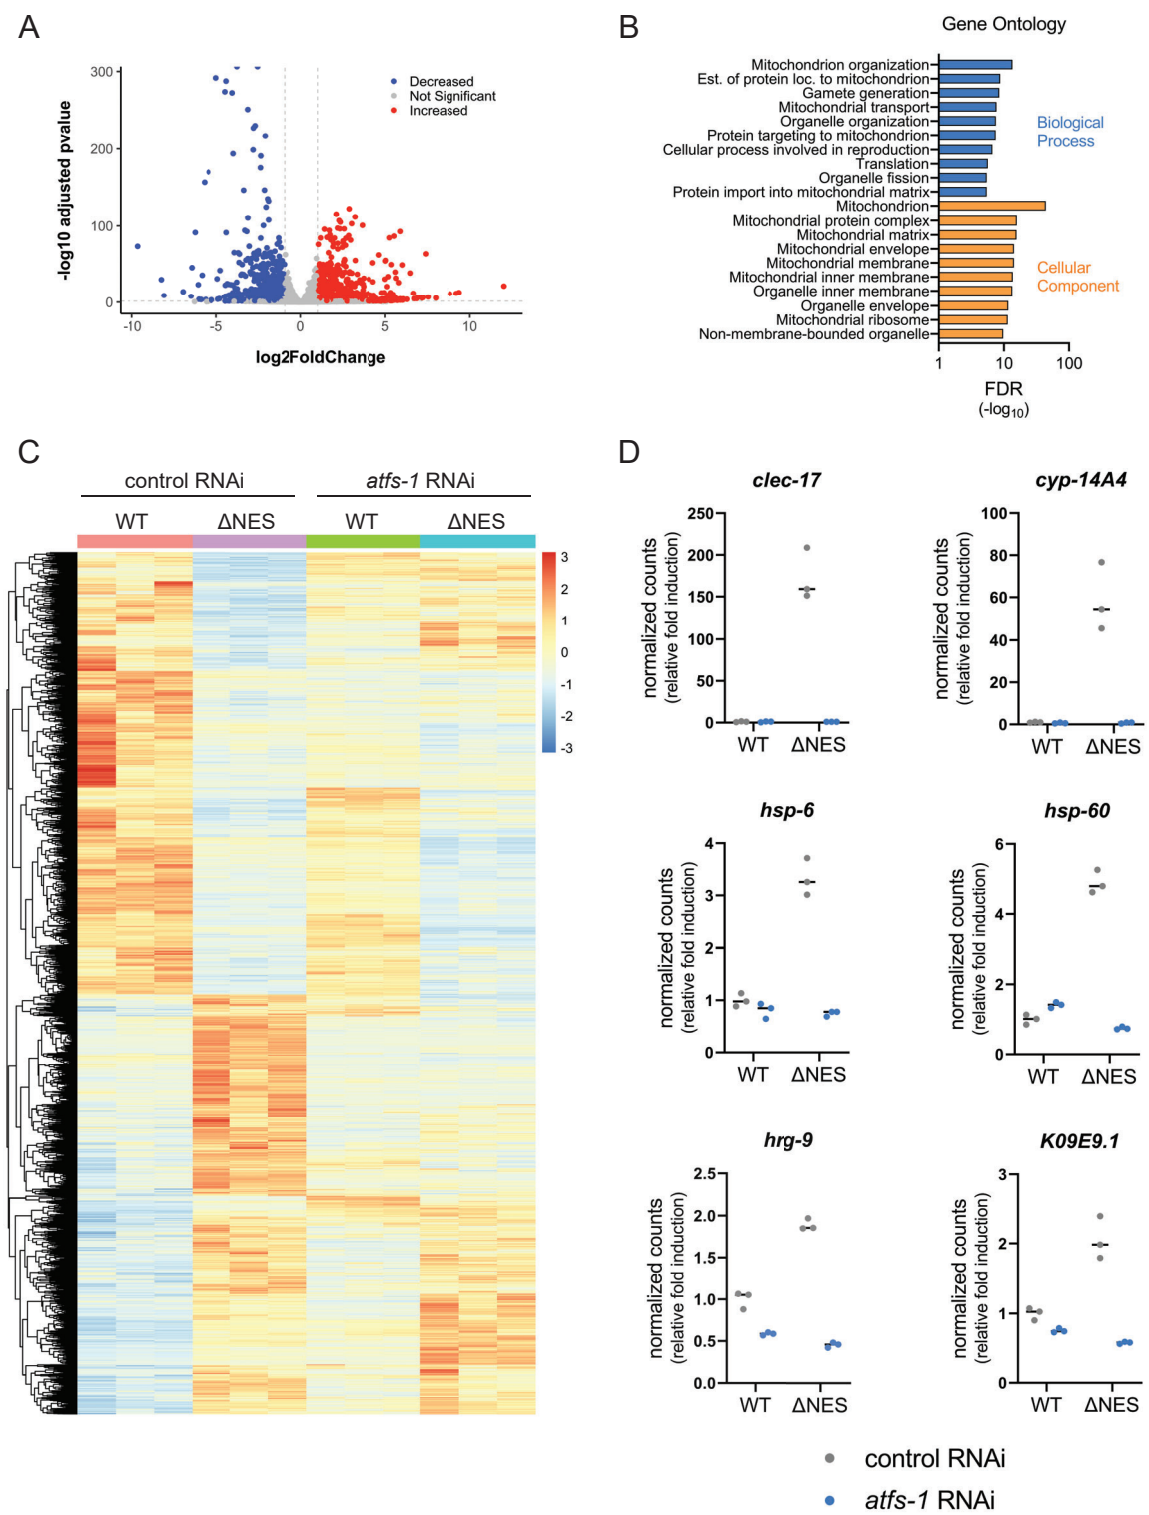 A
300
200
100
0
-10
-5
0
5
10
-log10 adjusted pvalue
log2FoldChange
Decreased
Not Significant
Increased
B
Gene Ontology
Mitochondrion organization
Est. of protein loc. to mitochondrion
Gamete generation
Mitochondrial transport
Organelle organization
Protein targeting to mitochondrion
Cellular process involved in reproduction
Translation
Organelle fission
Protein import into mitochondrial matrix
Mitochondrion
Mitochondrial protein complex
Mitochondrial matrix
Mitochondrial envelope
Mitochondrial membrane
Mitochondrial inner membrane
Organelle inner membrane
Organelle envelope
Mitochondrial ribosome
Non-membrane-bounded organelle
Biological
Process
Cellular
Component
1
10
100
FDR
(-log10)
C
control RNAi
atfs-1 RNAi
WT
ΔNES
WT
ΔNES
3
2
1
0
-1
-2
-3
D
clec-17
normalized counts
(relative fold induction)
250
200
150
100
50
0
WT
ΔNES
cyp-14A4
normalized counts
(relative fold induction)
100
80
60
40
20
0
WT
ΔNES
hsp-6
normalized counts
(relative fold induction)
4
3
2
1
0
WT
ΔNES
hsp-60
normalized counts
(relative fold induction)
6
4
2
0
WT
ΔNES
hrg-9
normalized counts
(relative fold induction)
2.5
2.0
1.5
1.0
0.5
0.0
WT
ΔNES
K09E9.1
normalized counts
(relative fold induction)
3
2
1
0
WT
ΔNES
control RNAi
atfs-1 RNAi